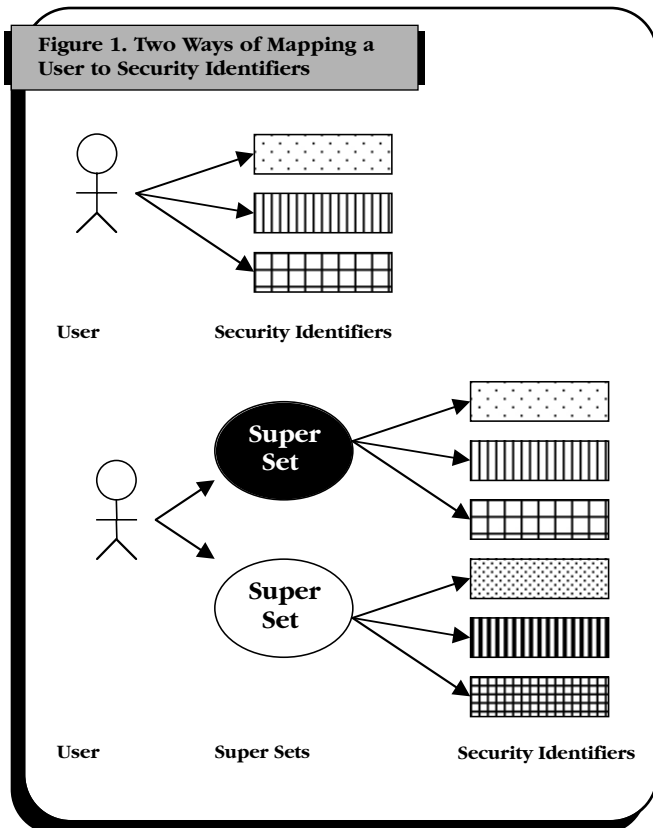 Figure 1. Two Ways of Mapping a
User to Security Identifiers
User Security Identifiers
Super
Set
Super
Set
User Super Sets Security Identifiers